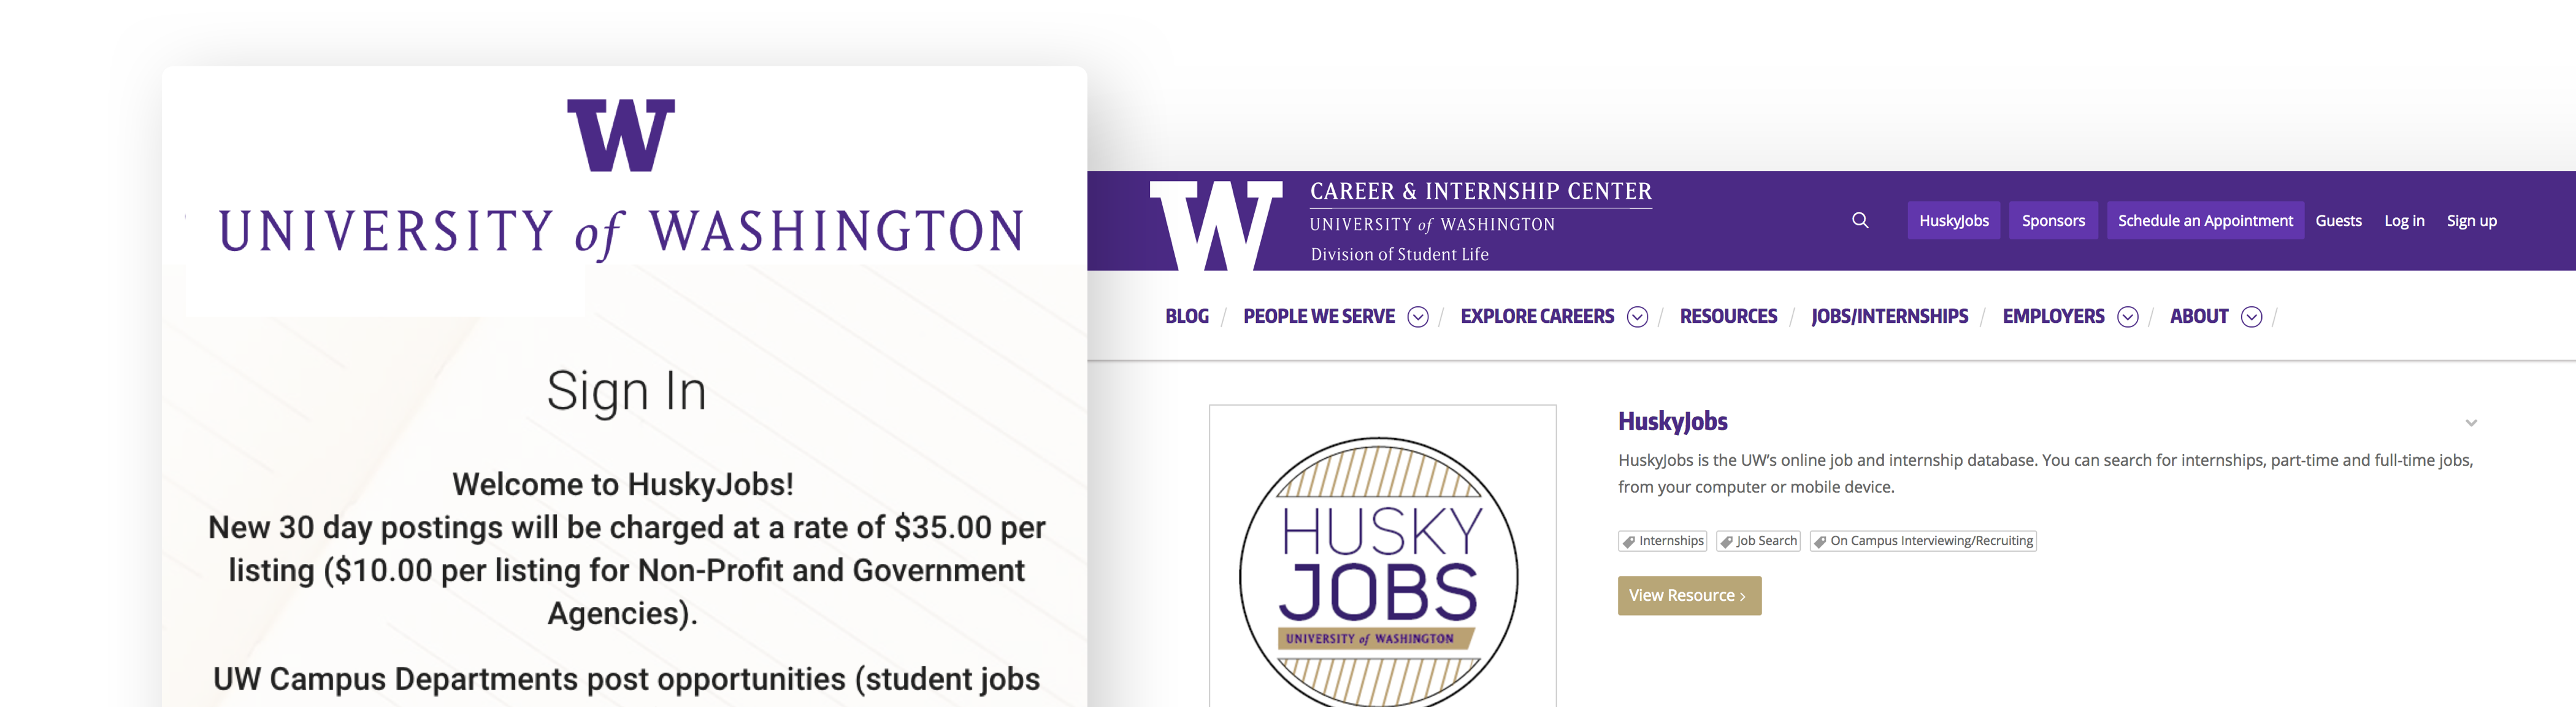 W
UNIVERSITY of WASHINGTON
Sign In
Welcome to HuskyJobs!
New 30 day postings will be charged at a rate of $35.00 per
listing ($10.00 per listing for Non-Profit and Government
Agencies).
UW Campus Departments post opportunities (student jobs
W
CAREER & INTERNSHIP CENTER
UNIVERSITY of WASHINGTON
Division of Student Life
HuskyJobs Sponsors Schedule an Appointment Guests Log in Sign up
BLOG / PEOPLE WE SERVE / EXPLORE CAREERS / RESOURCES / JOBS/INTERNSHIPS / EMPLOYERS / ABOUT /
HUSKY
JOBS
UNIVERSITY of WASHINGTON
HuskyJobs
HuskyJobs is the UW’s online job and internship database. You can search for internships, part-time and full-time jobs,
from your computer or mobile device.
Internships Job Search On Campus Interviewing/Recruiting
View Resource ›